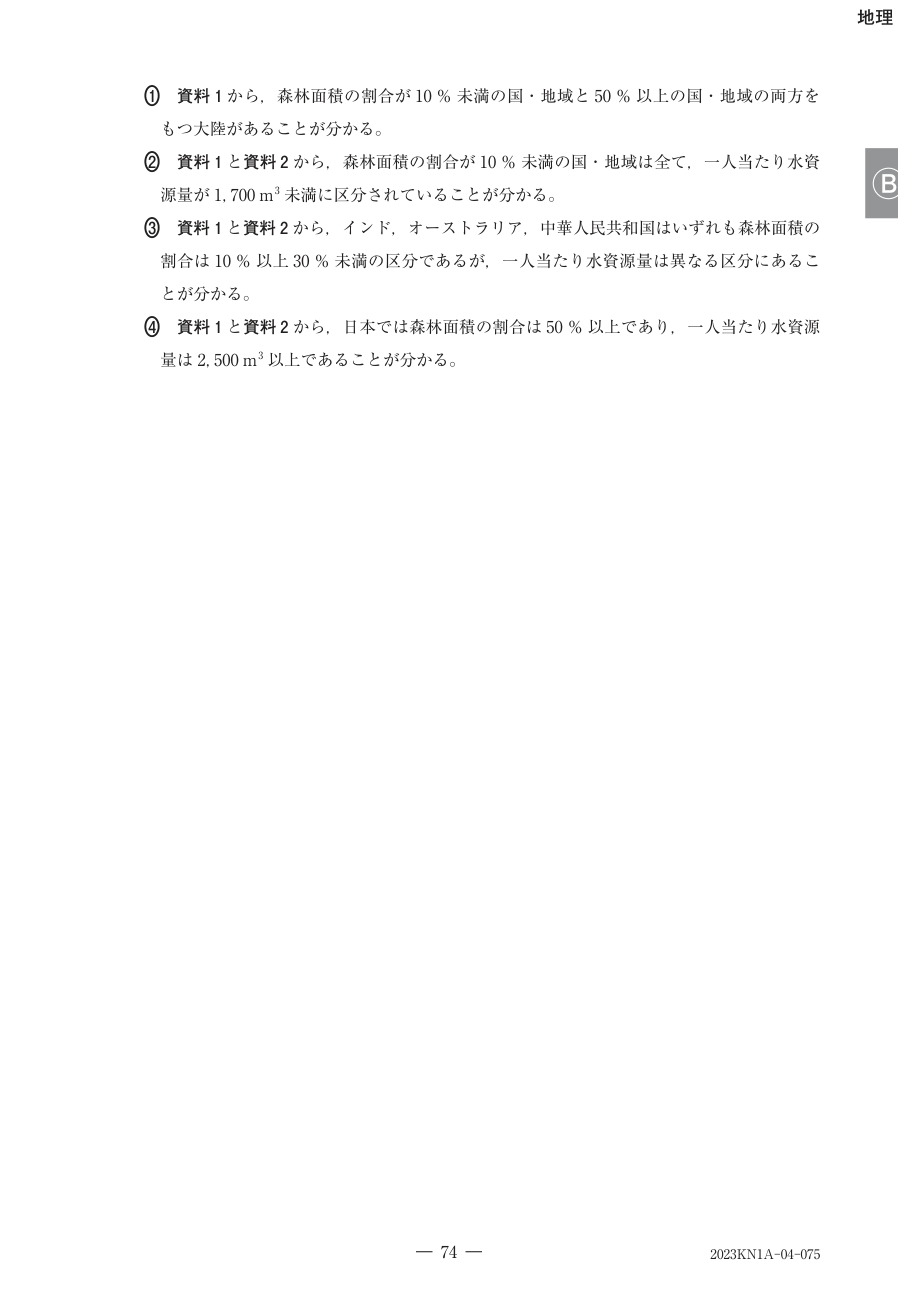 地理
① 資料1から，森林面積の割合が10 % 未満の国・地域と50 % 以上の国・地域の両方を
もつ大陸があることが分かる。
② 資料1と資料2から，森林面積の割合が10 % 未満の国・地域は全て，一人当たり水資
源量が1,700 m³ 未満に区分されていることが分かる。
③ 資料1と資料2から，インド，オーストラリア，中華人民共和国はいずれも森林面積の
割合は10 % 以上30 % 未満の区分であるが，一人当たり水資源量は異なる区分にあるこ
とが分かる。
④ 資料1と資料2から，日本では森林面積の割合は50 % 以上であり，一人当たり水資源
量は2,500 m³ 以上であることが分かる。
Ⓑ
— 74 —
2023KN1A-04-075